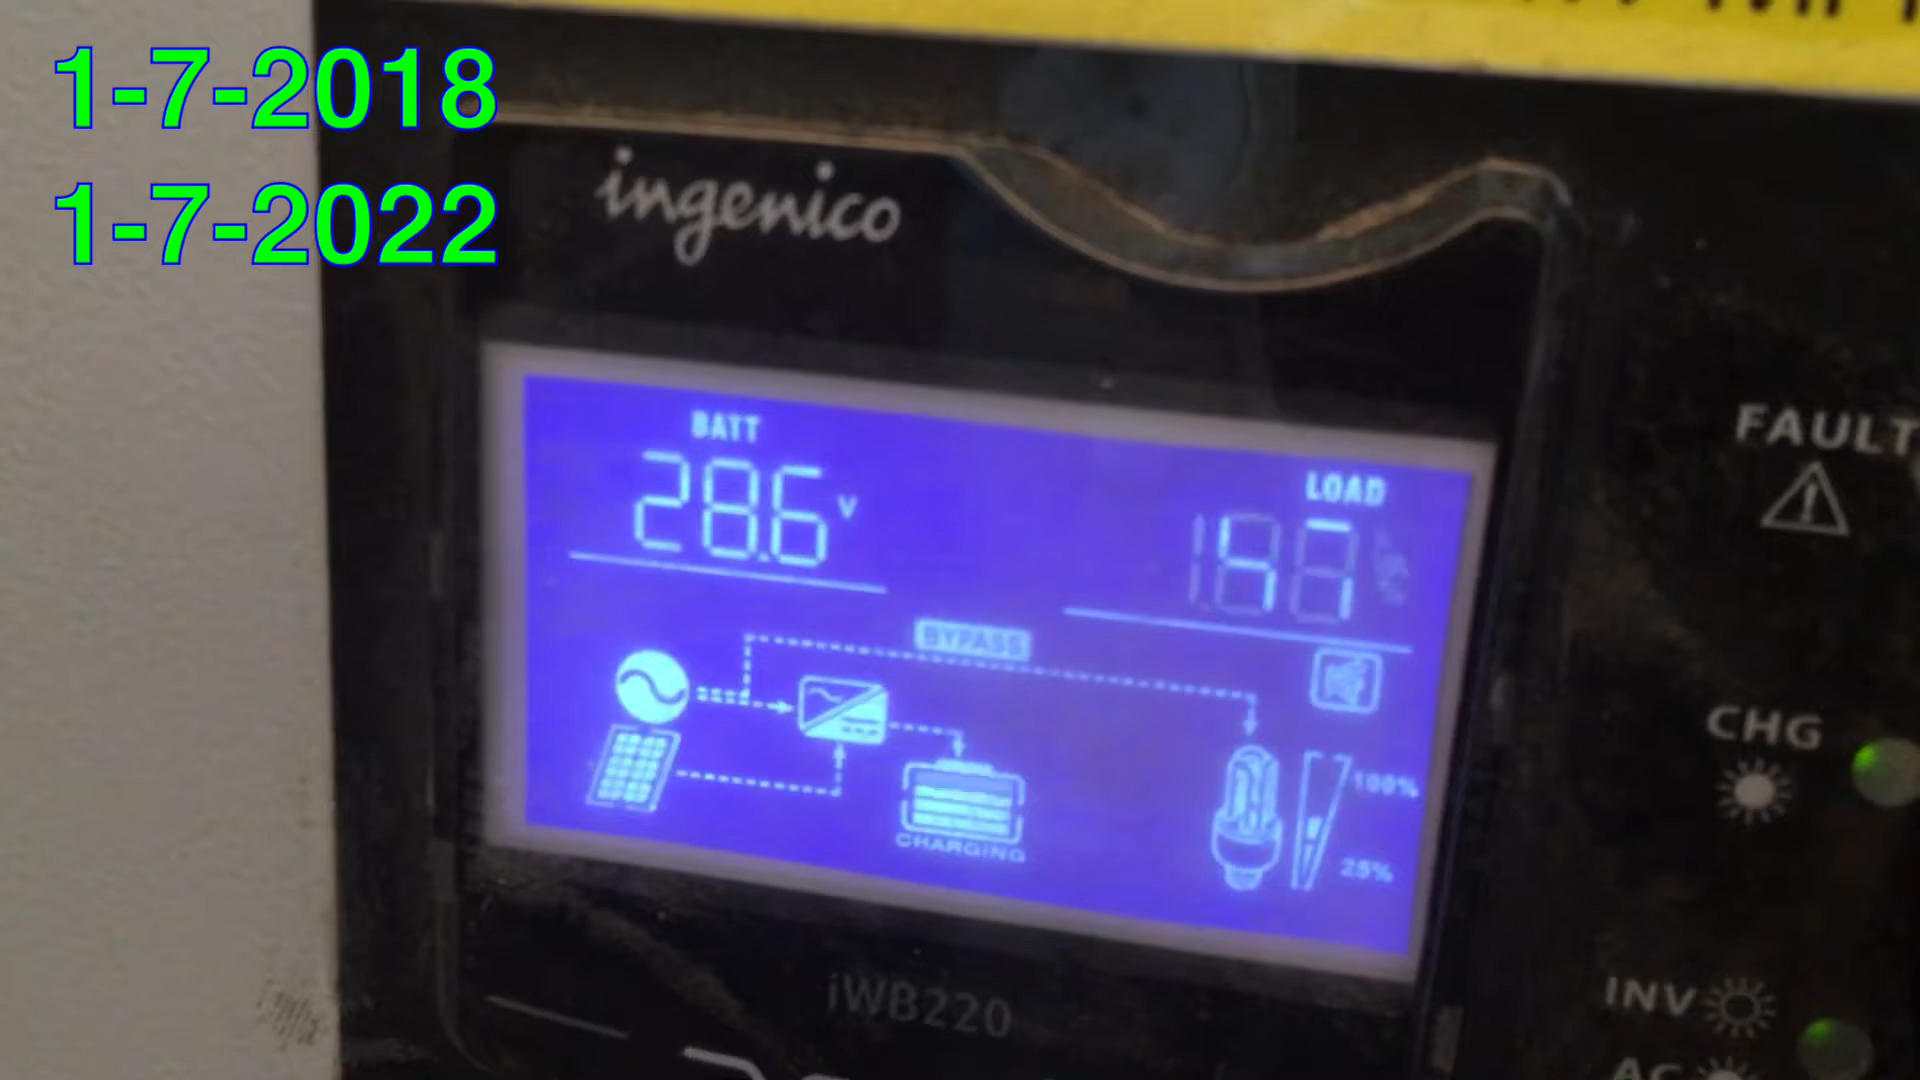 1-7-2018
1-7-2022
ingenico
BATT
28.6 V
LOAD
BYPASS
CHARGING
100%
25%
iWB220
FAULT
CHG
INV
AC